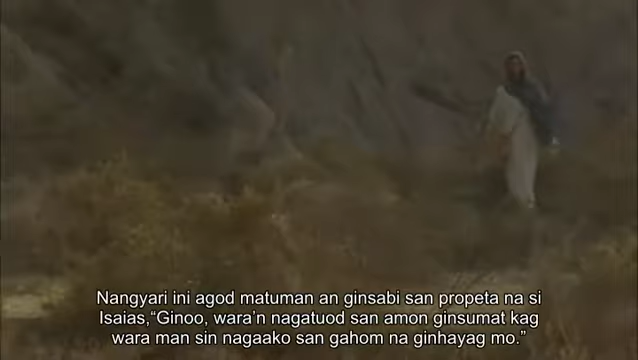 Nangyari ini agod matuman an ginsabi san propeta na si
Isaias,“Ginoo, wara’n nagatuod san amon ginsumat kag
wara man sin nagaako san gahom na ginhayag mo.”